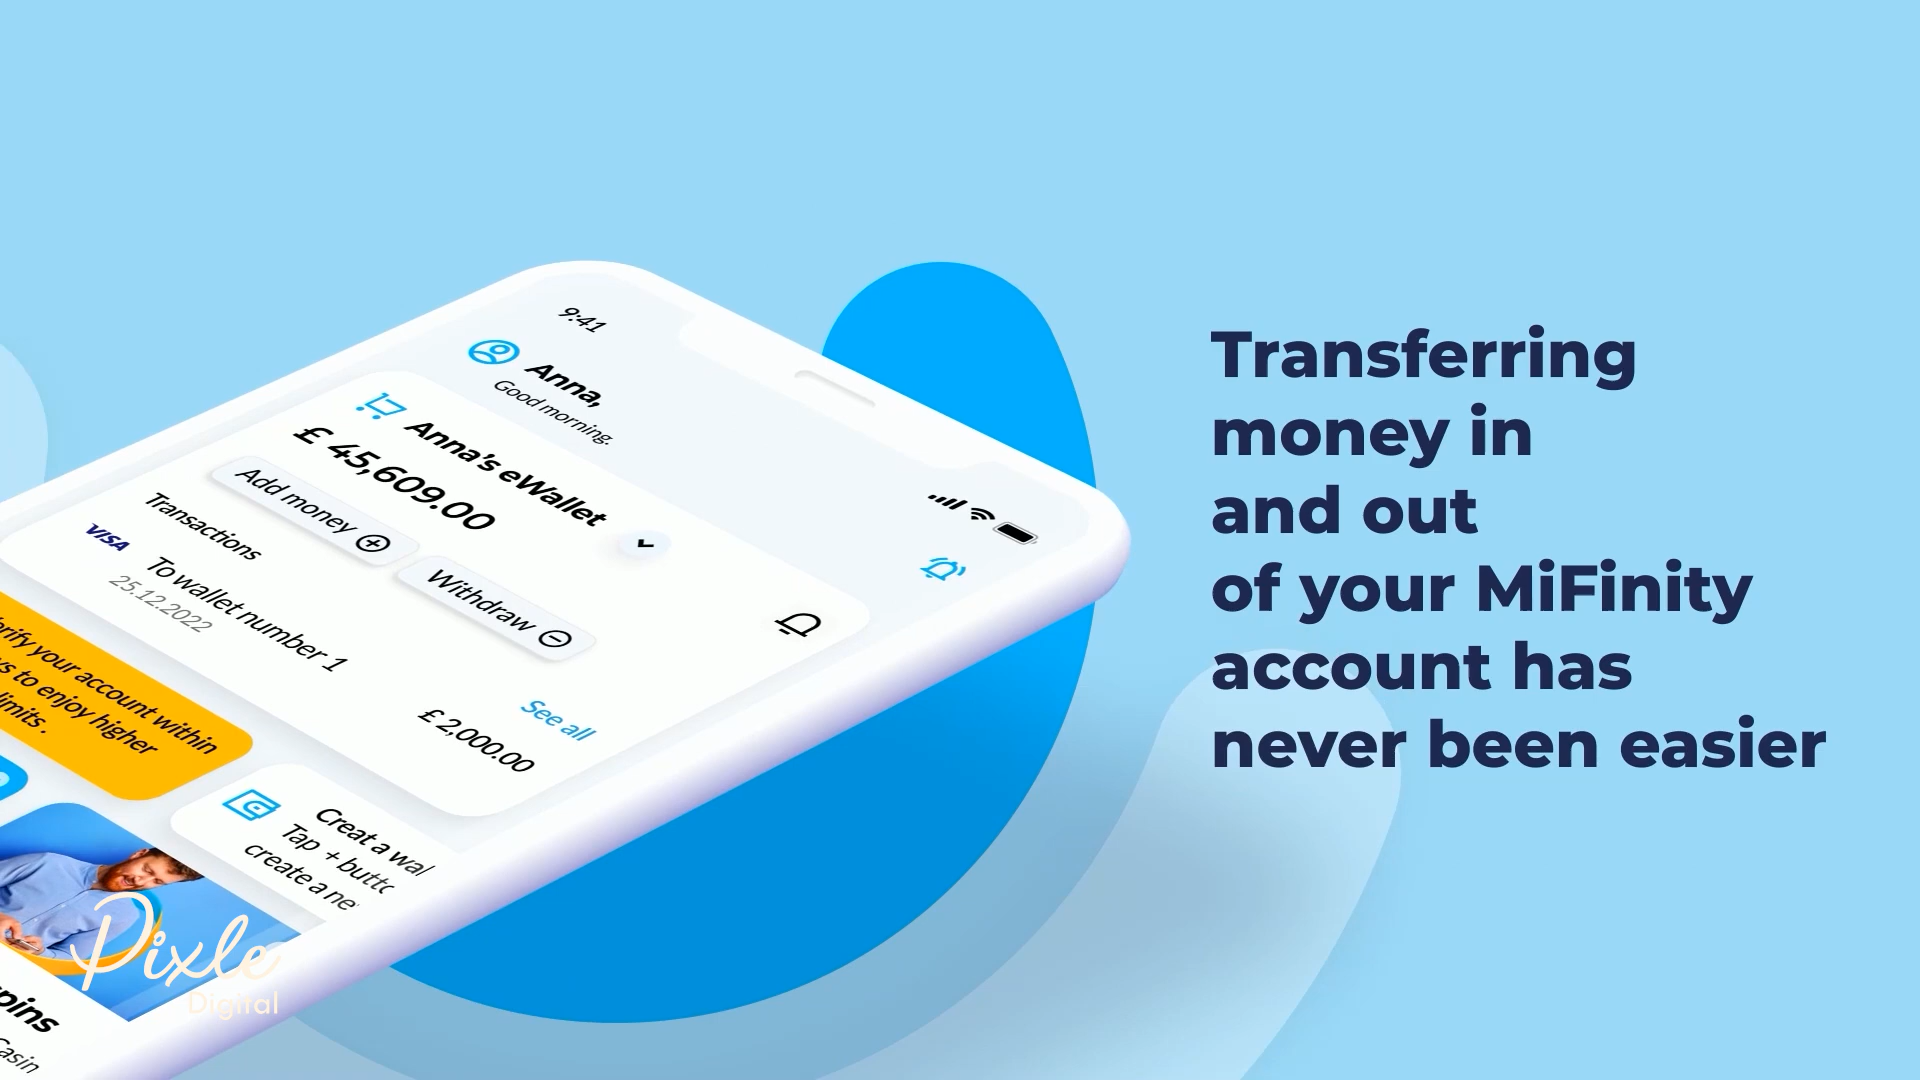 9:41
Anna,
Good morning.
Anna's eWallet
£ 45,609.00
Add money
Withdraw
Transactions
See all
VISA
To wallet number 1
25.12.2022
£ 2,000.00
your account within
to enjoy higher
limits.
Creat a wal
Tap + butto
create a ne
Pixle
Digital
Transferring
money in
and out
of your MiFinity
account has
never been easier